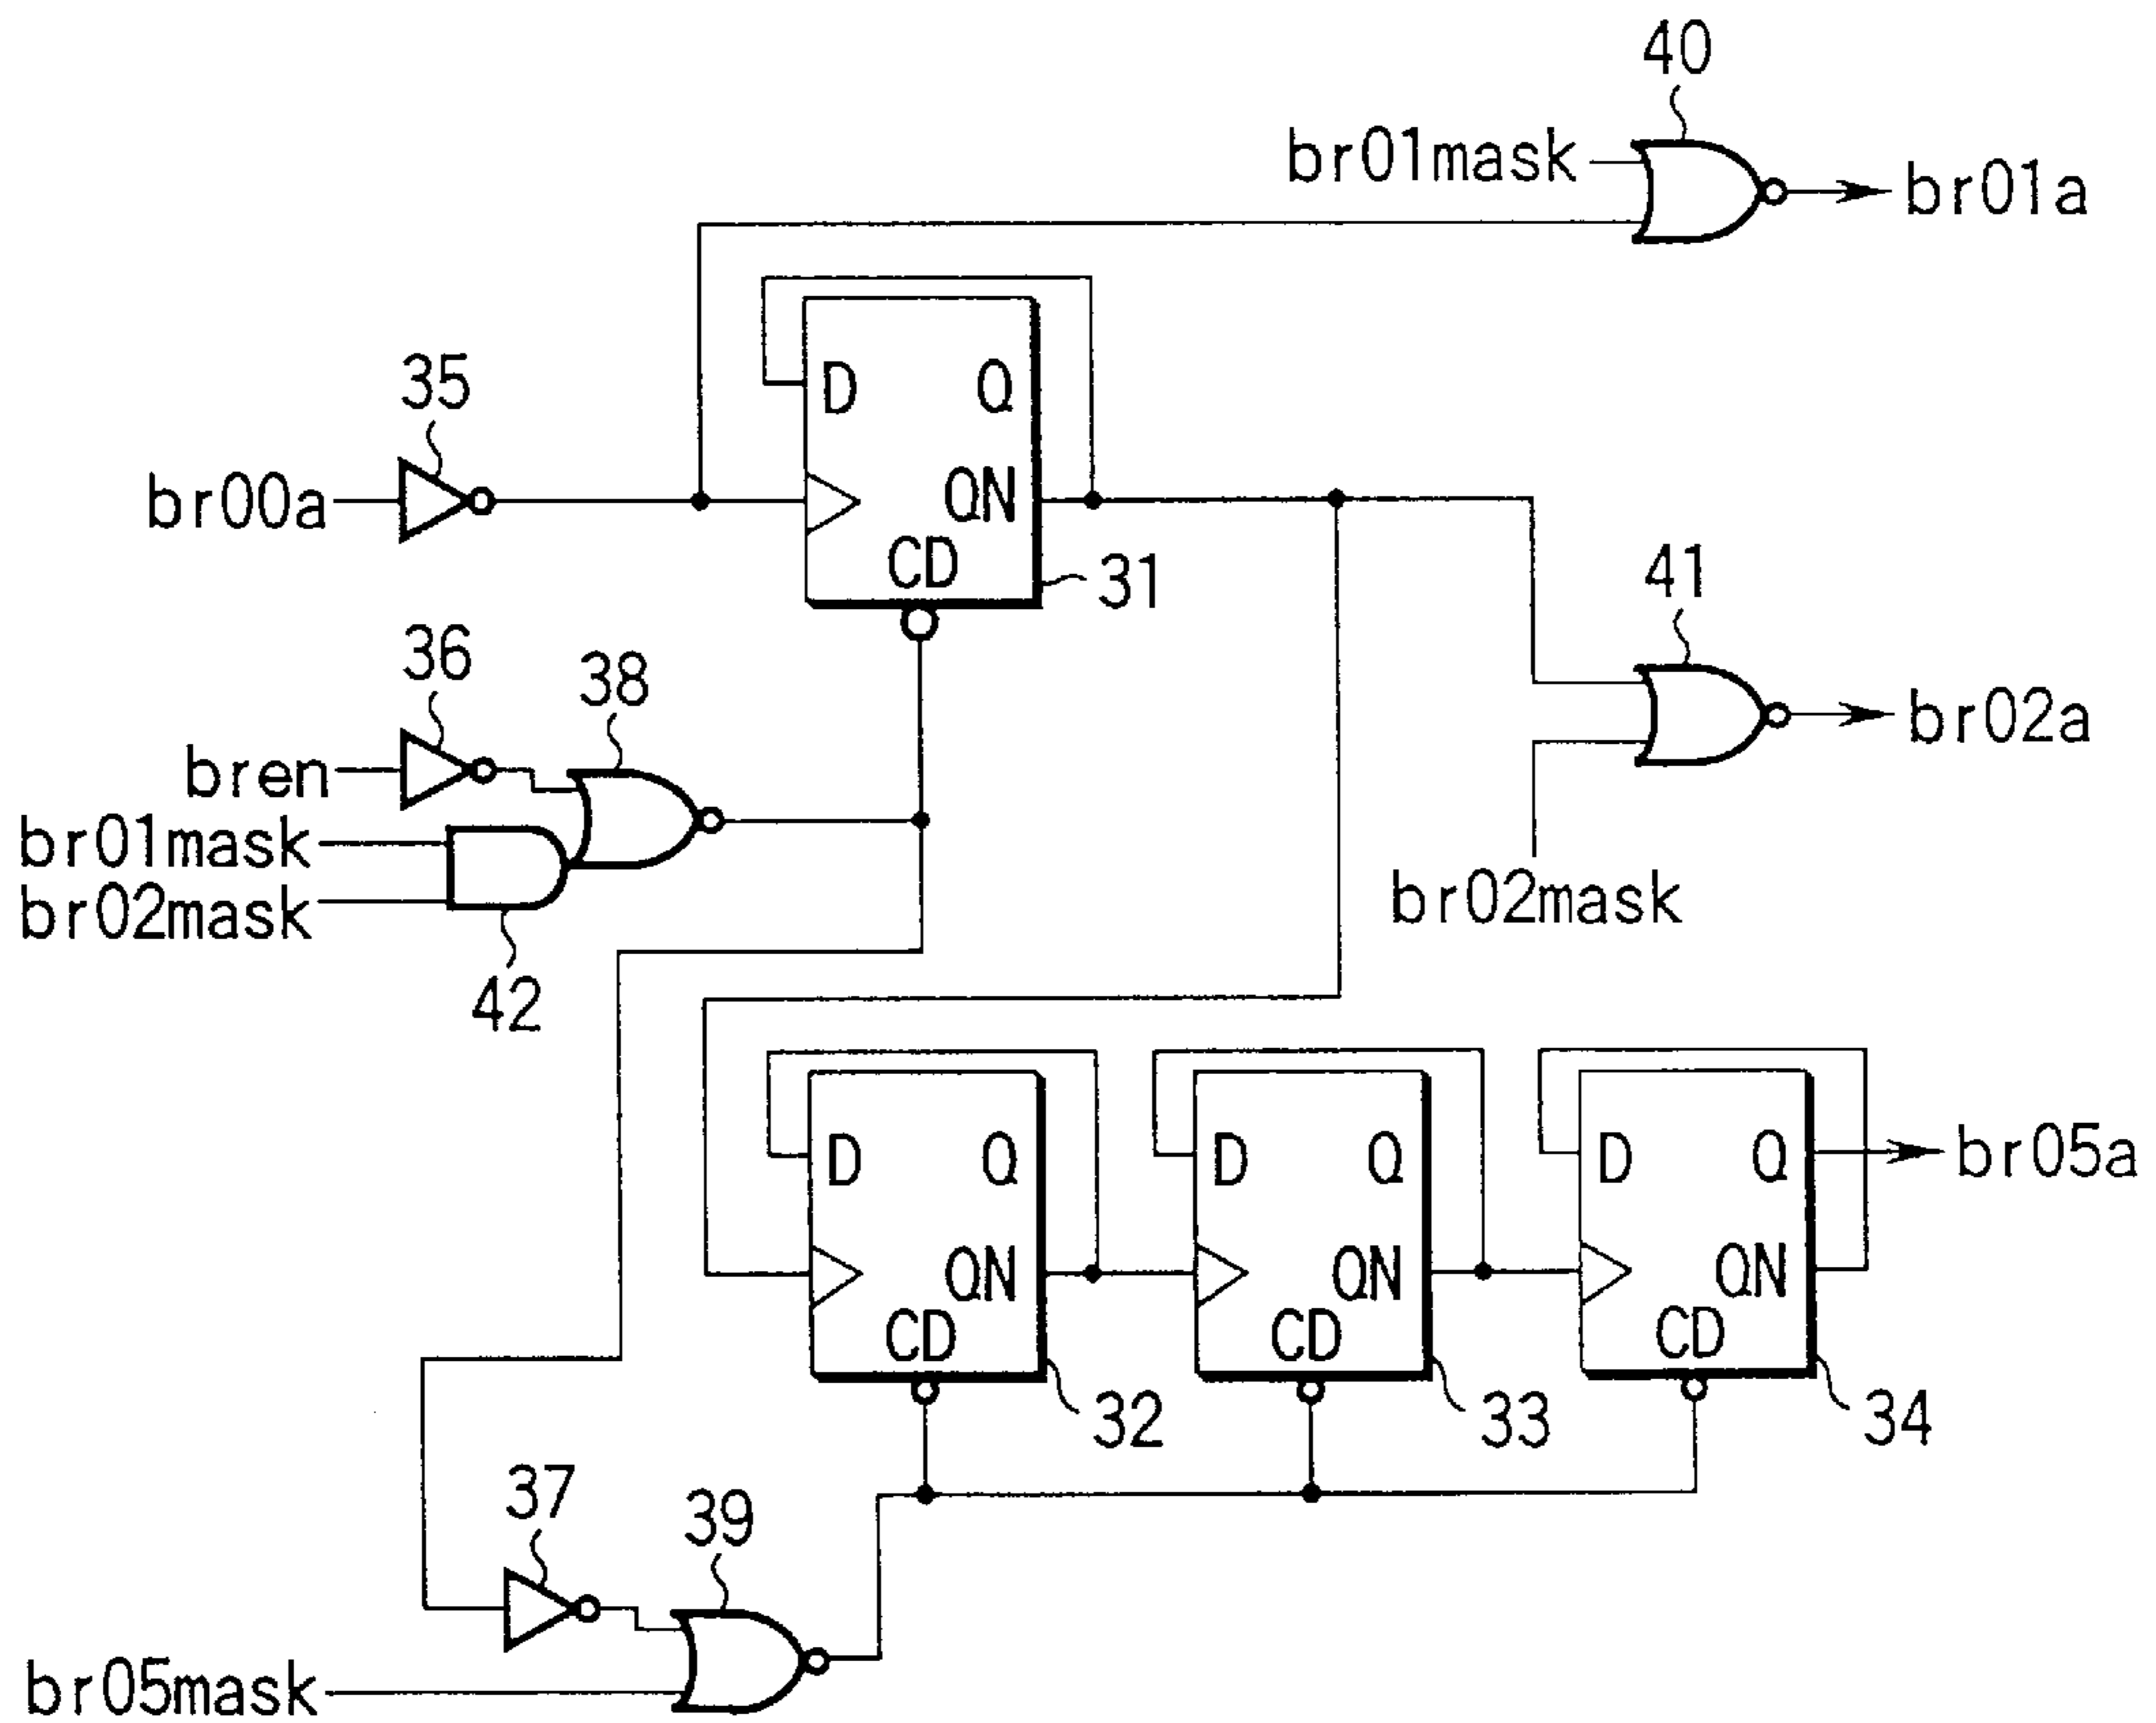 40
br01mask
br01a
D Q
35
br00a
QN
CD
31
41
36
38
bren
br02a
br01mask
br02mask
br02mask
42
D Q
D Q
D Q
br05a
QN
QN
QN
CD
CD
CD
32
33
34
37
39
br05mask